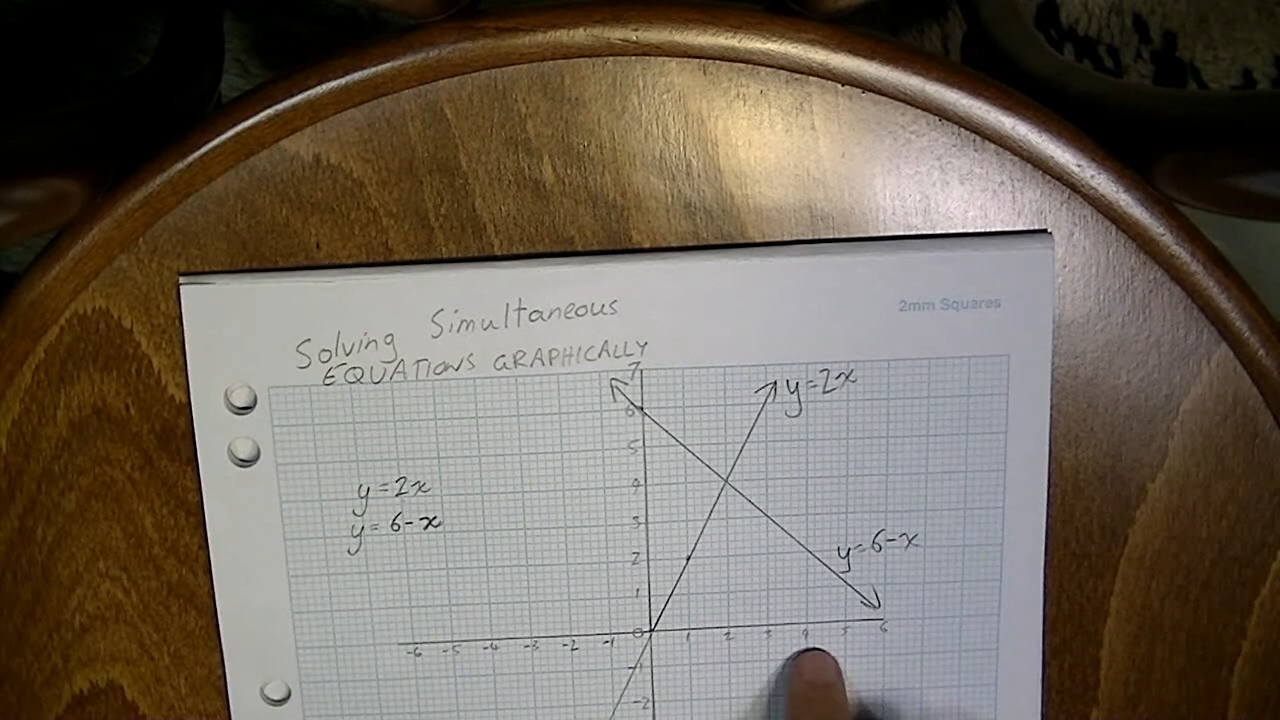 Solving Simultaneous
EQUATIONS GRAPHICALLY
2mm Squares
y=2x
y=6-x
y=2x
y=6-x
7
6
5
4
3
2
1
0
-6 -5 -4 -3 -2 -1 1 2 3 4 5 6
-1
-2